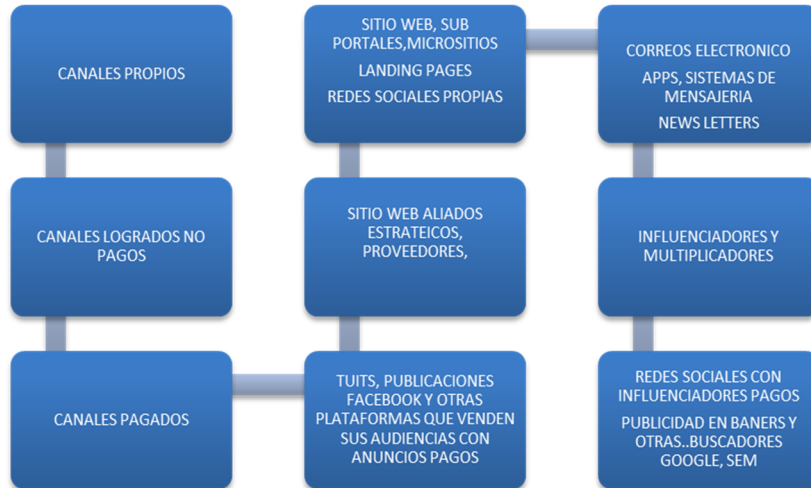 CANALES PROPIOS
SITIO WEB, SUB
PORTALES,MICROSITIOS
LANDING PAGES
REDES SOCIALES PROPIAS
CORREOS ELECTRONICO
APPS, SISTEMAS DE
MENSAJERIA
NEWS LETTERS
CANALES LOGRADOS NO
PAGOS
SITIO WEB ALIADOS
ESTRATEICOS,
PROVEEDORES,
INFLUENCIADORES Y
MULTIPLICADORES
CANALES PAGADOS
TUITS, PUBLICACIONES
FACEBOOK Y OTRAS
PLATAFORMAS QUE VENDEN
SUS AUDIENCIAS CON
ANUNCIOS PAGOS
REDES SOCIALES CON
INFLUENCIADORES PAGOS
PUBLICIDAD EN BANERS Y
OTRAS..BUSCADORES
GOOGLE, SEM